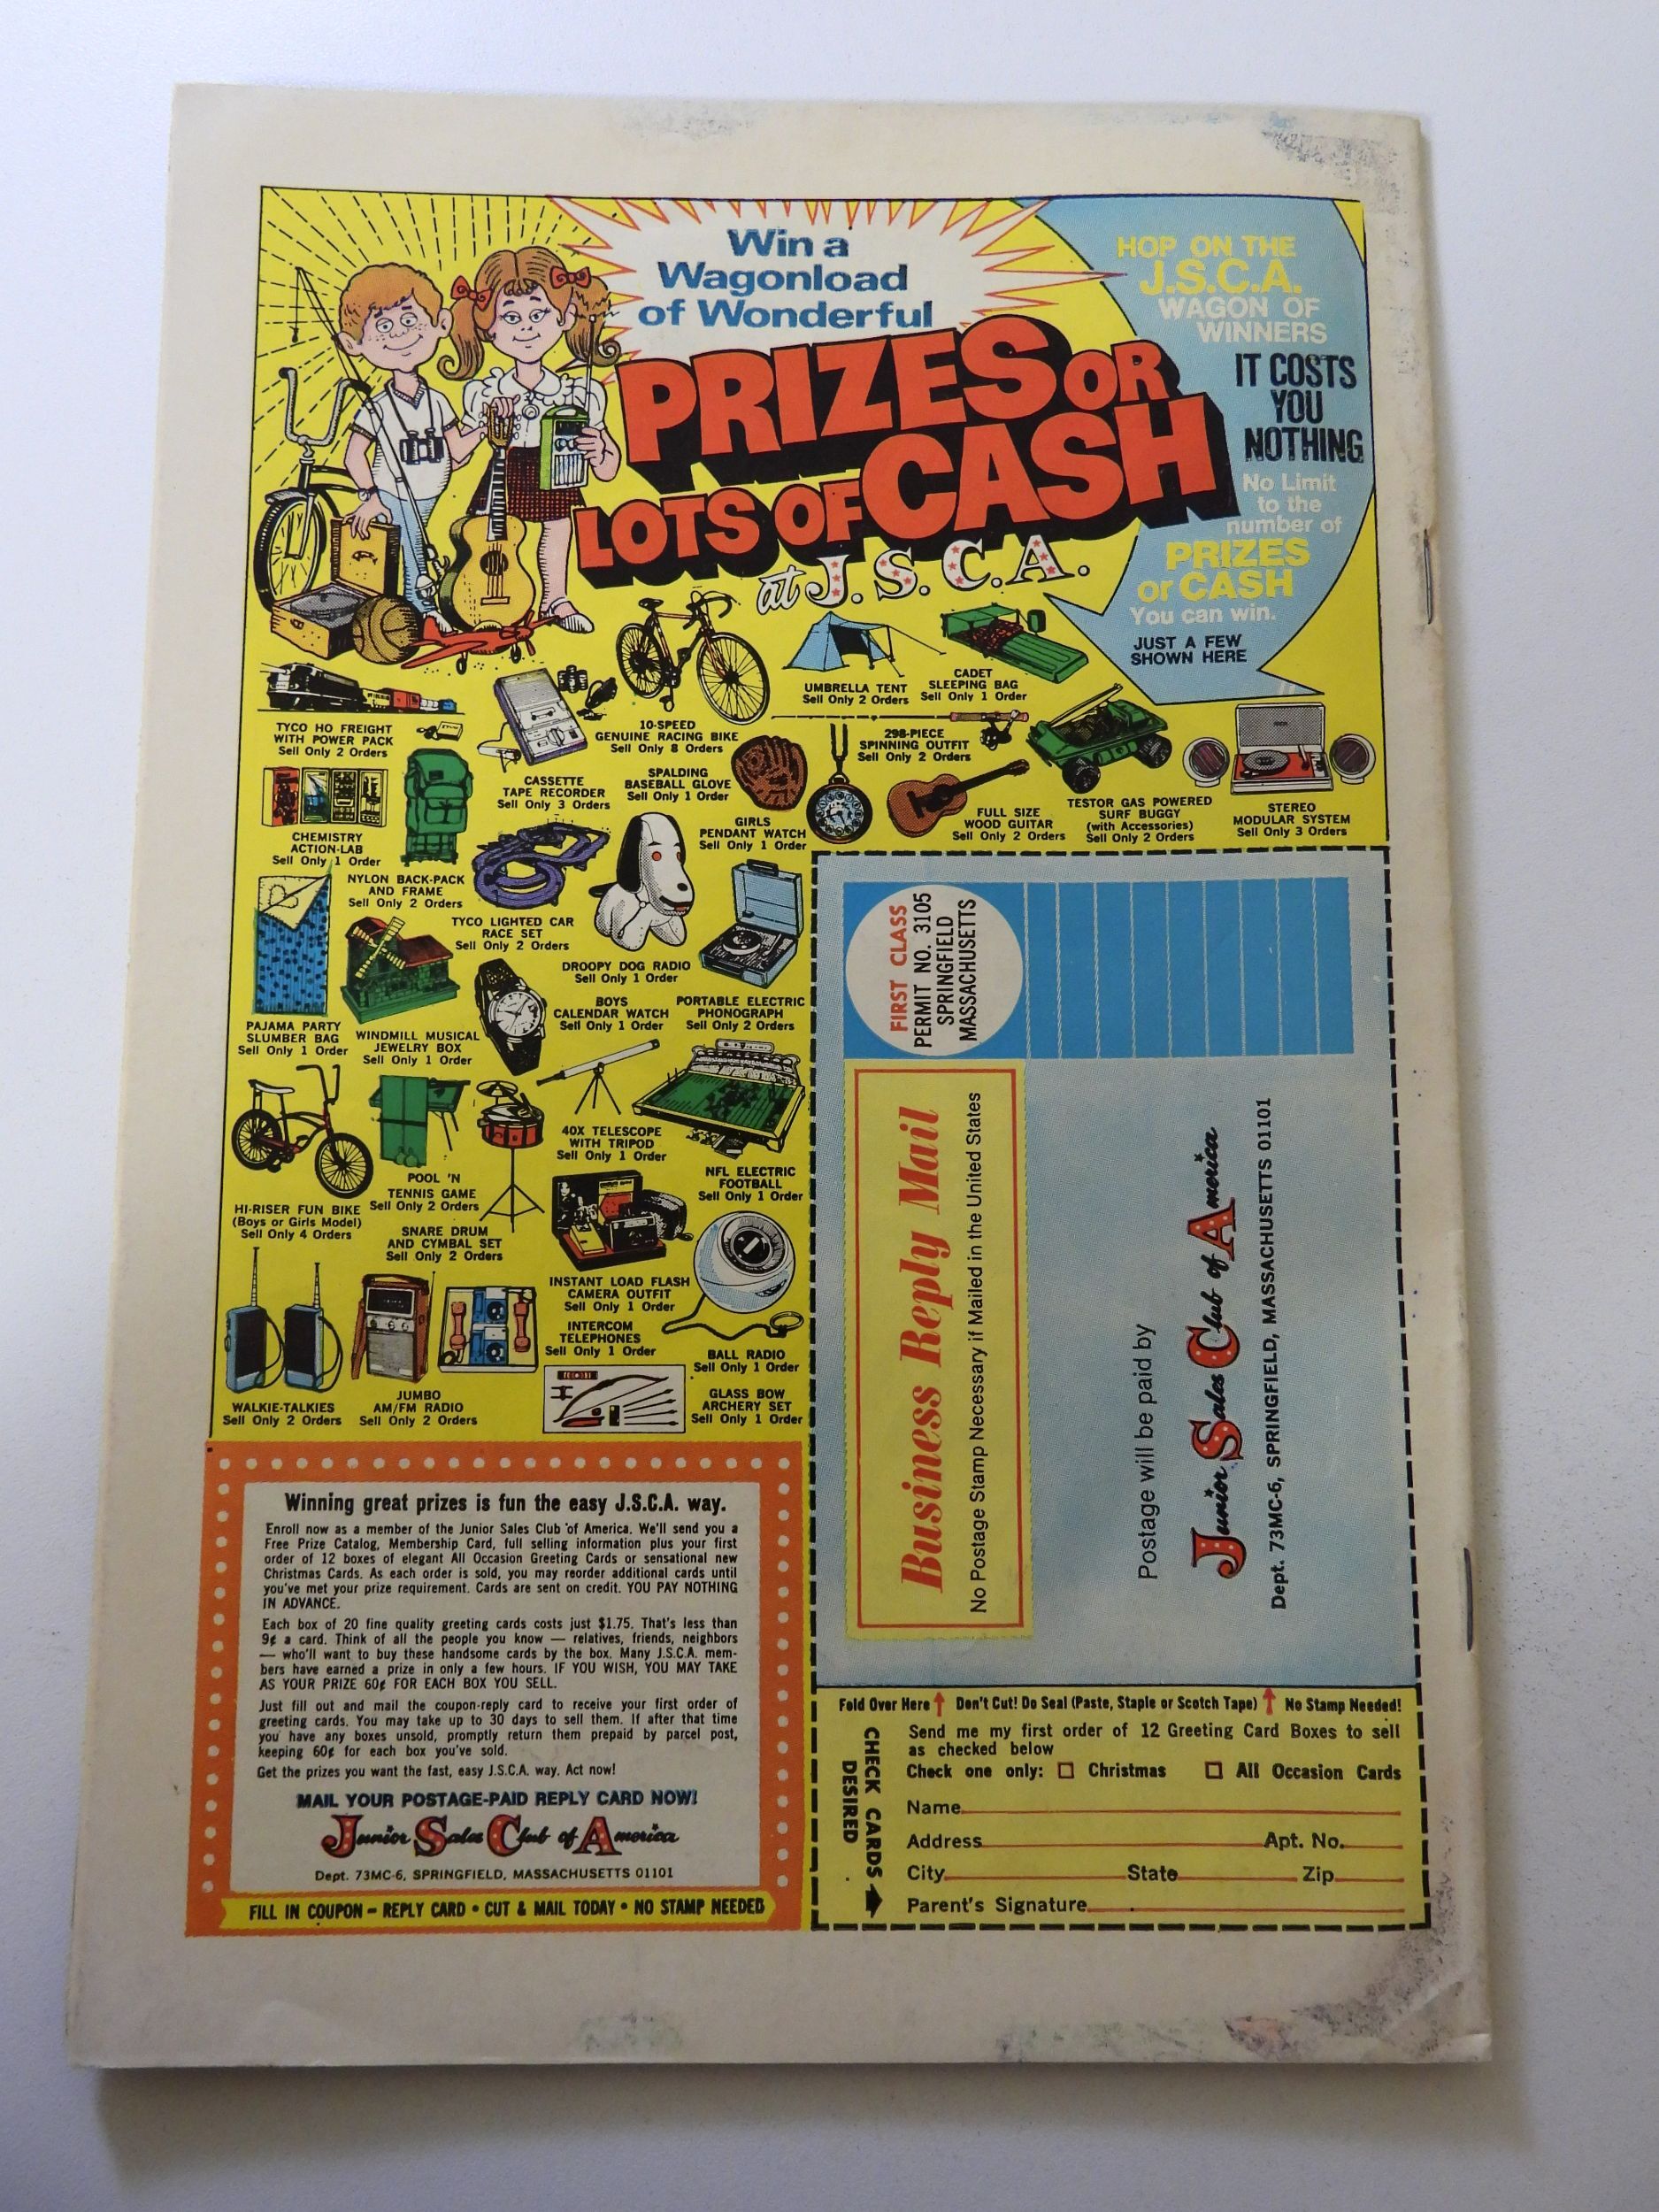 Win a
Wagonload
of Wonderful
PRIZES OR
LOTS OF CASH
at J.S.C.A.
HOP ON THE
J.S.C.A.
WAGON OF
WINNERS
IT COSTS
YOU
NOTHING
No Limit
to the
number of
PRIZES
or CASH
You can win.
JUST A FEW
SHOWN HERE
TYCO HO FREIGHT
WITH POWER PACK
Sell Only 2 Orders
CASSETTE
TAPE RECORDER
Sell Only 3 Orders
10-SPEED
GENUINE RACING BIKE
Sell Only 8 Orders
UMBRELLA TENT
Sell Only 2 Orders
CADET
SLEEPING BAG
Sell Only 1 Order
298-PIECE
SPINNING OUTFIT
Sell Only 2 Orders
SPALDING
BASEBALL GLOVE
Sell Only 1 Order
GIRLS
PENDANT WATCH
Sell Only 1 Order
FULL SIZE
WOOD GUITAR
Sell Only 2 Orders
TESTOR GAS POWERED
SURF BUGGY
(with Accessories)
Sell Only 2 Orders
STEREO
MODULAR SYSTEM
Sell Only 3 Orders
CHEMISTRY
ACTION-LAB
Sell Only 1 Order
NYLON BACK-PACK
AND FRAME
Sell Only 2 Orders
TYCO LIGHTED CAR
RACE SET
Sell Only 2 Orders
DROOPY DOG RADIO
Sell Only 1 Order
PAJAMA PARTY
SLUMBER BAG
Sell Only 1 Order
WINDMILL MUSICAL
JEWELRY BOX
Sell Only 1 Order
BOYS
CALENDAR WATCH
Sell Only 1 Order
PORTABLE ELECTRIC
PHONOGRAPH
Sell Only 2 Orders
HI-RISER FUN BIKE
(Boys or Girls Model)
Sell Only 4 Orders
POOL 'N
TENNIS GAME
Sell Only 2 Orders
SNARE DRUM
AND CYMBAL SET
Sell Only 2 Orders
40X TELESCOPE
WITH TRIPOD
Sell Only 1 Order
NFL ELECTRIC
FOOTBALL
Sell Only 1 Order
INSTANT LOAD FLASH
CAMERA OUTFIT
Sell Only 1 Order
INTERCOM
TELEPHONES
Sell Only 1 Order
BALL RADIO
Sell Only 1 Order
WALKIE-TALKIES
Sell Only 2 Orders
JUMBO
AM/FM RADIO
Sell Only 2 Orders
GLASS BOW
ARCHERY SET
Sell Only 1 Order
Winning great prizes is fun the easy J.S.C.A. way.
Enroll now as a member of the Junior Sales Club of America. We'll send you a
Free Prize Catalog, Membership Card, full selling information plus your first
order of 12 boxes of elegant All Occasion Greeting Cards or sensational new
Christmas Cards. As each order is sold, you may reorder additional cards until
you've met your prize requirement. Cards are sent on credit. YOU PAY NOTHING
IN ADVANCE.
Each box of 20 fine quality greeting cards costs just $1.75. That's less than
9¢ a card. Think of all the people you know — relatives, friends, neighbors
— who'll want to buy these handsome cards by the box. Many J.S.C.A. mem-
bers have earned a prize in only a few hours. IF YOU WISH, YOU MAY TAKE
AS YOUR PRIZE 60¢ FOR EACH BOX YOU SELL.
Just fill out and mail the coupon-reply card to receive your first order of
greeting cards. You may take up to 30 days to sell them. If after that time
you have any boxes unsold, promptly return them prepaid by parcel post,
keeping 60¢ for each box you've sold.
Get the prizes you want the fast, easy J.S.C.A. way. Act now!
MAIL YOUR POSTAGE-PAID REPLY CARD NOW!
Junior Sales Club of America
Dept. 73MC-6, SPRINGFIELD, MASSACHUSETTS 01101
FILL IN COUPON - REPLY CARD • CUT & MAIL TODAY • NO STAMP NEEDED
FIRST CLASS
PERMIT NO. 3105
SPRINGFIELD
MASSACHUSETTS
Business Reply Mail
No Postage Stamp Necessary if Mailed in the United States
Postage will be paid by
Junior Sales Club of America
Dept. 73MC-6, SPRINGFIELD, MASSACHUSETTS 01101
Fold Over Here Don't Cut! Do Seal (Paste, Staple or Scotch Tape) No Stamp Needed!
CHECK CARDS
DESIRED
Send me my first order of 12 Greeting Card Boxes to sell
as checked below
Check one only: Christmas All Occasion Cards
Name
Address Apt. No.
City State Zip
Parent's Signature